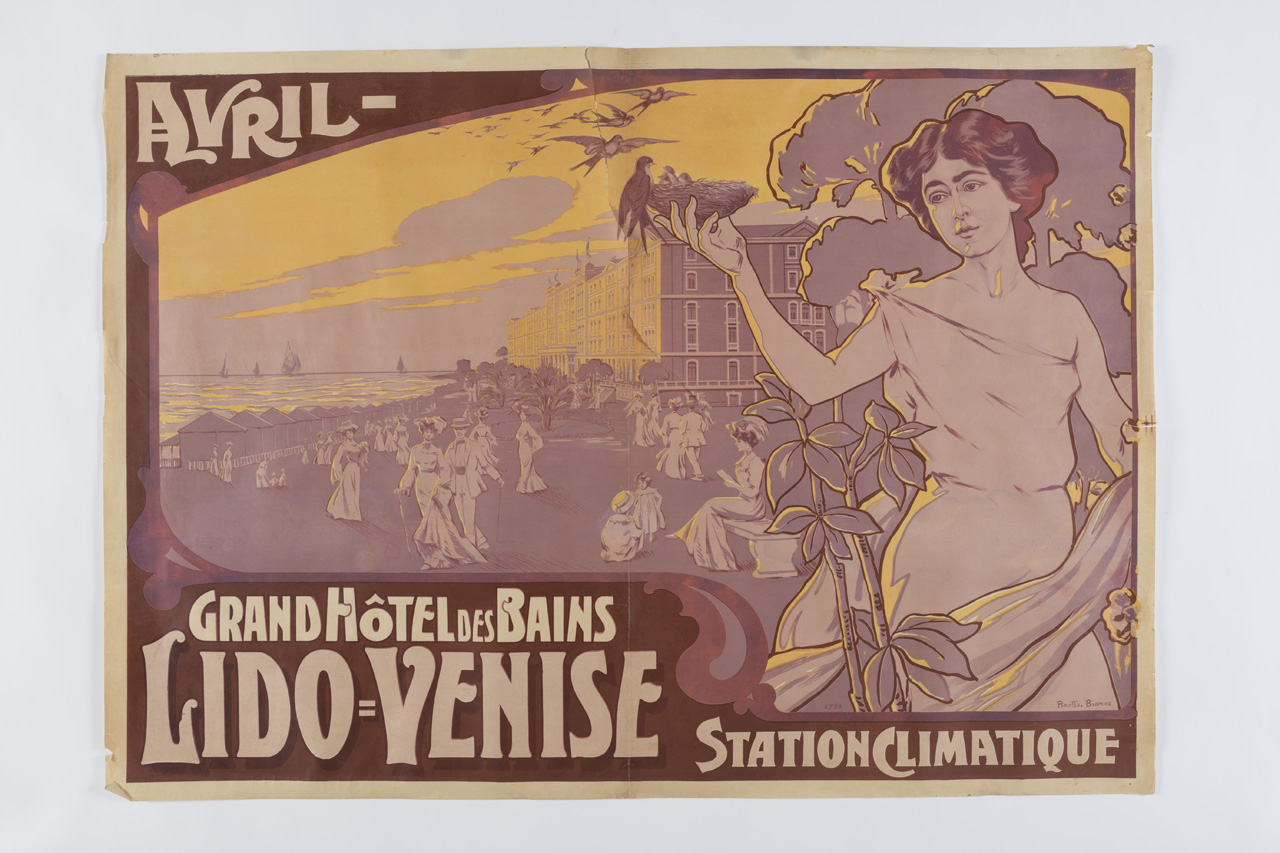 AVRIL -
GRAND HÔTEL DES BAINS
LIDO=VENISE
STATION CLIMATIQUE